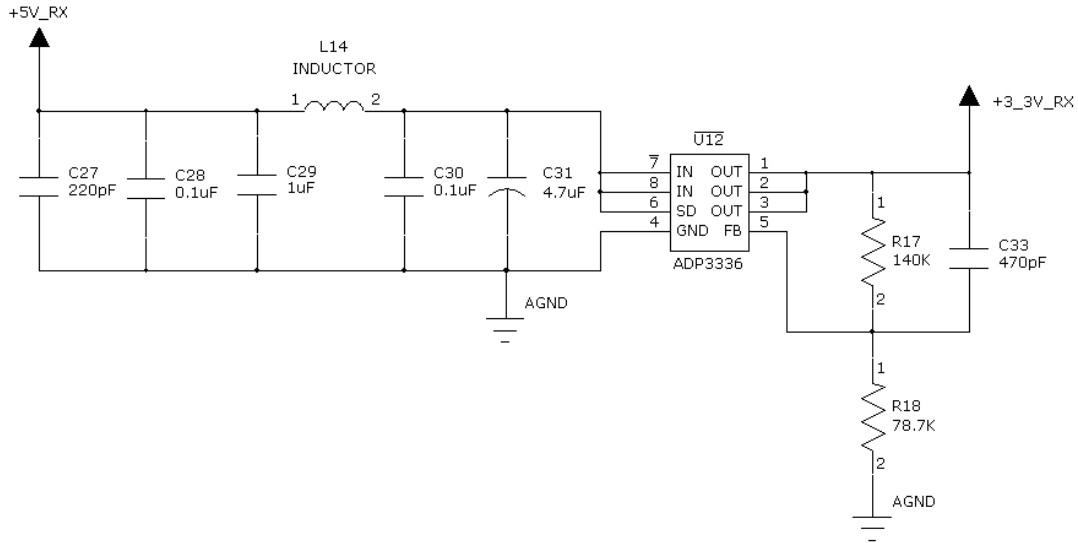 +5V_RX
L14
INDUCTOR
1 2
+3_3V_RX
U12
C27
220pF
C28
0.1uF
C29
1uF
C30
0.1uF
C31
4.7uF
7 IN OUT 1
8 IN OUT 2
6 SD OUT 3
4 GND FB 5
ADP3336
1
R17
140K
2
C33
470pF
AGND
1
R18
78.7K
2
AGND